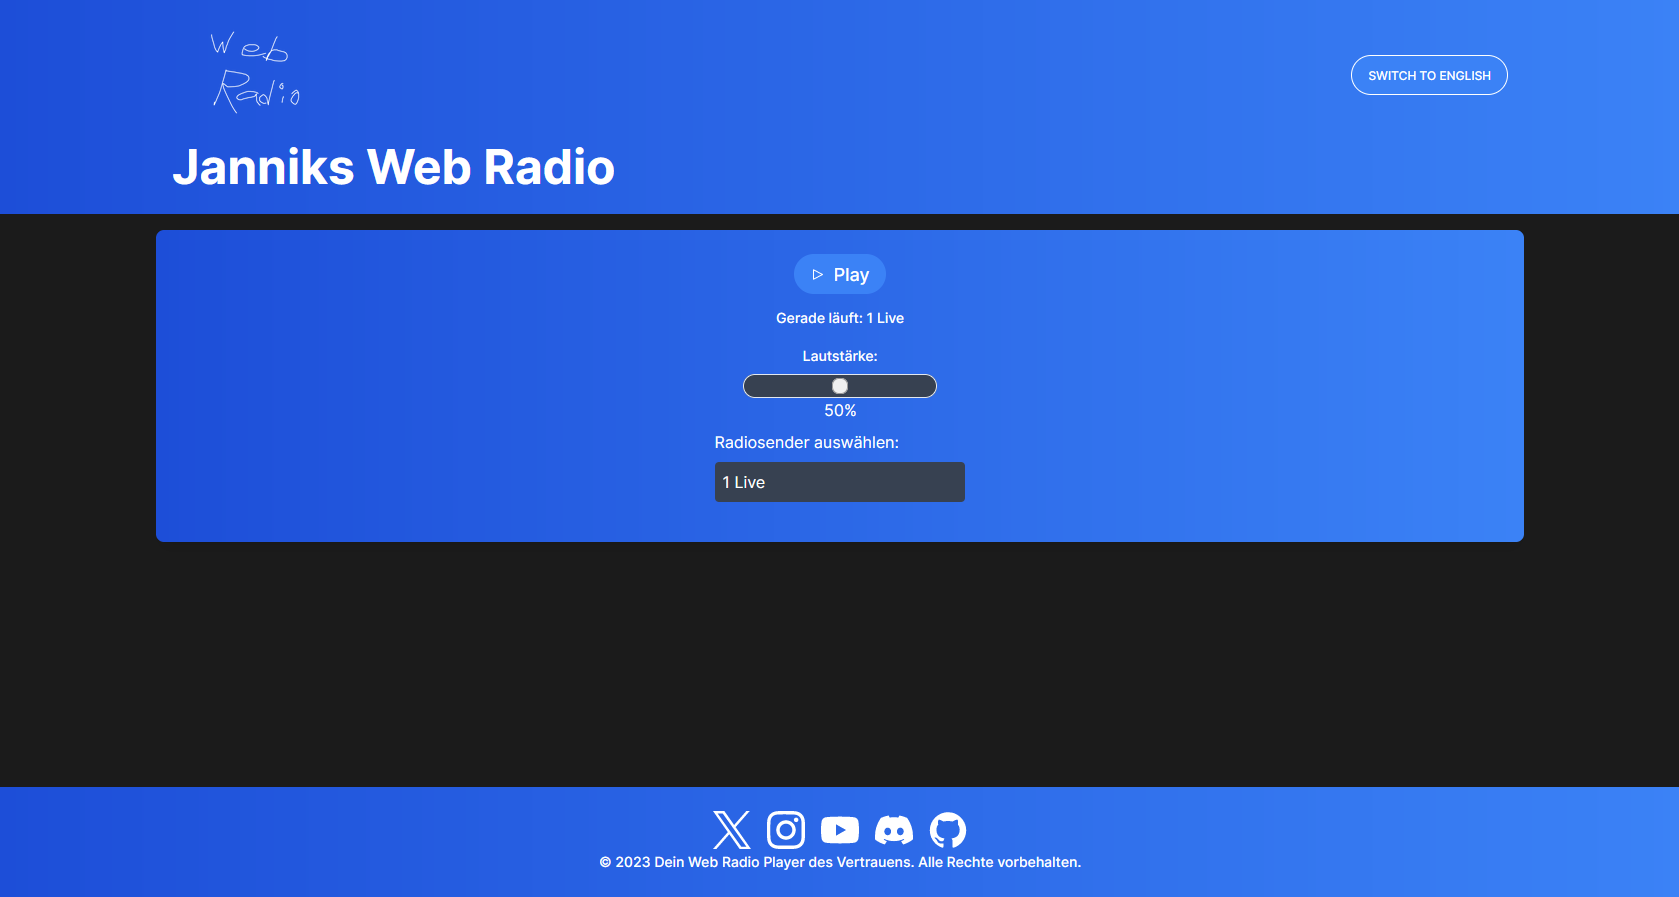 Web
Radio
SWITCH TO ENGLISH
Janniks Web Radio
Play
Gerade läuft: 1 Live
Lautstärke:
50%
Radiosender auswählen:
1 Live
© 2023 Dein Web Radio Player des Vertrauens. Alle Rechte vorbehalten.